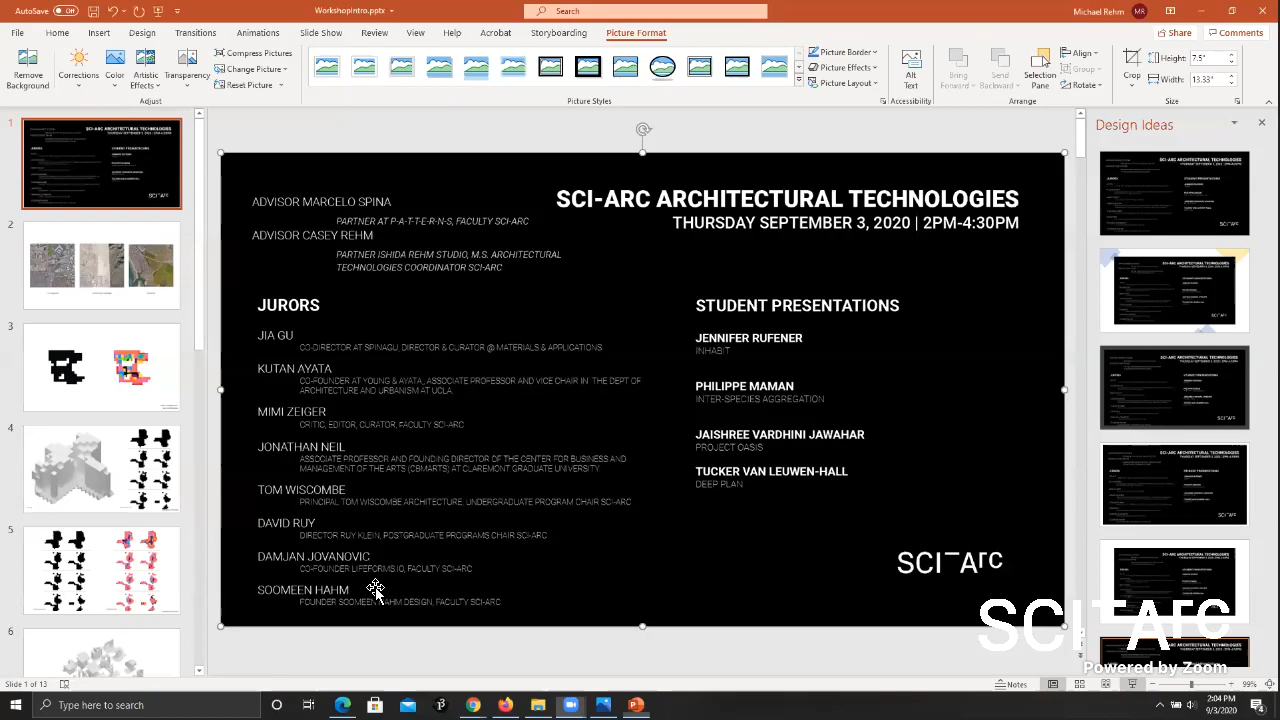 AutoSave Off
WorkshopIntro.pptx
Search
Mariajo
MR
File Home Insert Draw Design Transitions Animations Slide Show Review View Help Acrobat Storyboarding Picture Format
Share Comments
Remove Background
Corrections
Color
Artistic Effects
Transparency
Compress Pictures
Change Picture
Reset Picture
Picture Border
Picture Effects
Picture Layout
Alt Text
Bring Forward
Send Backward
Selection Pane
Align
Group
Rotate
Crop
Height: 7.5"
Width: 13.33"
Adjust
Picture Styles
Accessibility
Arrange
Size
Design Ideas
1
SCI-ARC ARCHITECTURAL TECHNOLOGIES
THURSDAY SEPTEMBER 3, 2020 | 2PM-4:30PM
PARTNER AT P-A-T-T-E-R-N-S, FACULTY SCI-ARC
PARTNER ISHIDA REHM STUDIO, M.S. ARCHITECTURAL
TECHNOLOGIES COORDINATOR SCI-ARC
JURORS
JIA GU
CO-DIRECTOR AT SPINAGU, DIRECTOR & CURATOR @ MATERIALS & APPLICATIONS
KUTAN AYATA
CO-FOUNDER AT YOUNG & AYATA, ASSOCIATE PROFESSOR AND VICE CHAIR IN THE DEPT OF
ARCHITECTURE AND URBAN DESIGN UCLA.
MIMI ZEIGER
CRITIC, EDITOR, CURATOR, FACULTY SCI-ARC
JONATHAN NEIL
ASSOCIATE PROFESSOR AND FOUNDING DIRECTOR OF THE CENTER FOR BUSINESS AND
MANAGEMENT OF THE ARTS (CBMARTS) AT CLAREMONT GRADUATE UNIVERSITY
TOM WISCOMBE
PRINCIPAL TOM WISCOMBE ARCHITECTURE, UNDERGRADUATE PROGRAM CHAIR SCI-ARC
DAVID RUY
DIRECTOR RUY KLEIN, POSTGRADUATE PROGRAMS CHAIR SCI-ARC
DAMJAN JOVANOVIC
CO-FOUNDER LIFEFORMS.IO, FACULTY SCI-ARC
SOOMEEN HAHM
FOUNDER SOOMEEN HAHM DESIGN, FACULTY SCI-ARC
STUDENT PRESENTATIONS
JENNIFER KUFENER
INHABIT
PHILIPPE MAMAN
INTER-SPECIES AGGREGATION
JAISHREE VARDHINI JAWAHAR
PROJECT OASIS
TUCKER VAN LEUWEN-HALL
DEEP PLAN
SCI-Arc
SCI-Arc
Powered by Zoom
Slide 1 of 13
Notes
99%
Type here to search
2:04 PM
9/3/2020